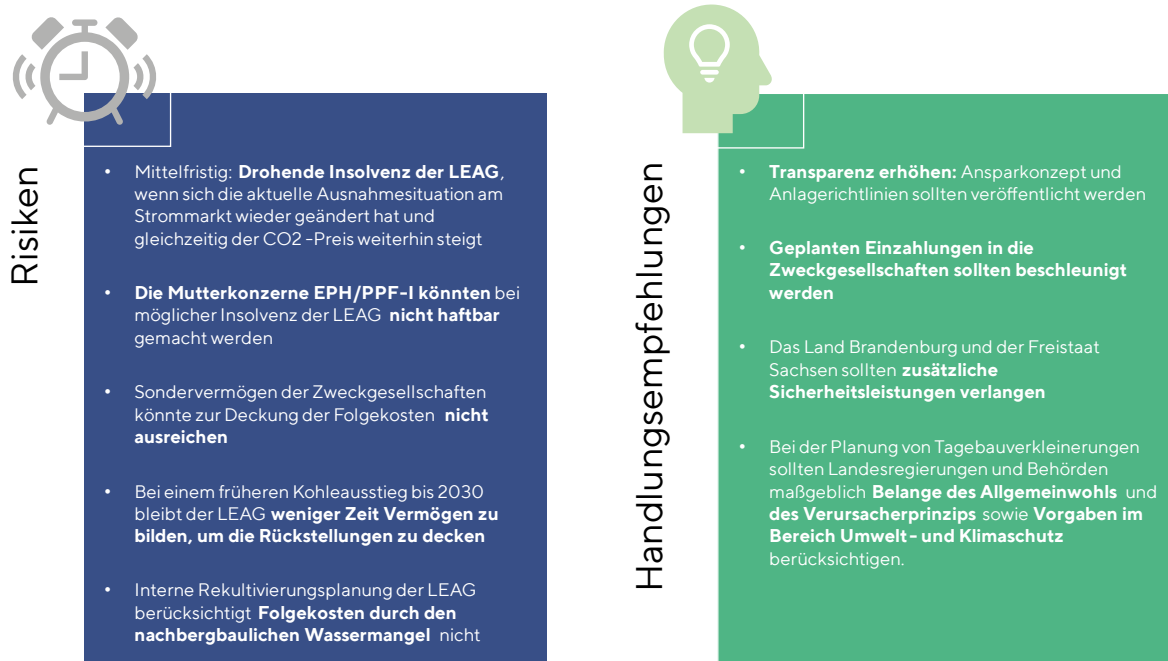 Risiken
• Mittelfristig: Drohende Insolvenz der LEAG,
wenn sich die aktuelle Ausnahmesituation am
Strommarkt wieder geändert hat und
gleichzeitig der CO2 -Preis weiterhin steigt
• Die Mutterkonzerne EPH/PPF-I könnten bei
möglicher Insolvenz der LEAG nicht haftbar
gemacht werden
• Sondervermögen der Zweckgesellschaften
könnte zur Deckung der Folgekosten nicht
ausreichen
• Bei einem früheren Kohleausstieg bis 2030
bleibt der LEAG weniger Zeit Vermögen zu
bilden, um die Rückstellungen zu decken
• Interne Rekultivierungsplanung der LEAG
berücksichtigt Folgekosten durch den
nachbergbaulichen Wassermangel nicht
Handlungsempfehlungen
• Transparenz erhöhen: Ansparkonzept und
Anlagerichtlinien sollten veröffentlicht werden
• Geplanten Einzahlungen in die
Zweckgesellschaften sollten beschleunigt
werden
• Das Land Brandenburg und der Freistaat
Sachsen sollten zusätzliche
Sicherheitsleistungen verlangen
• Bei der Planung von Tagebauverkleinerungen
sollten Landesregierungen und Behörden
maßgeblich Belange des Allgemeinwohls und
des Verursacherprinzips sowie Vorgaben im
Bereich Umwelt- und Klimaschutz
berücksichtigen.